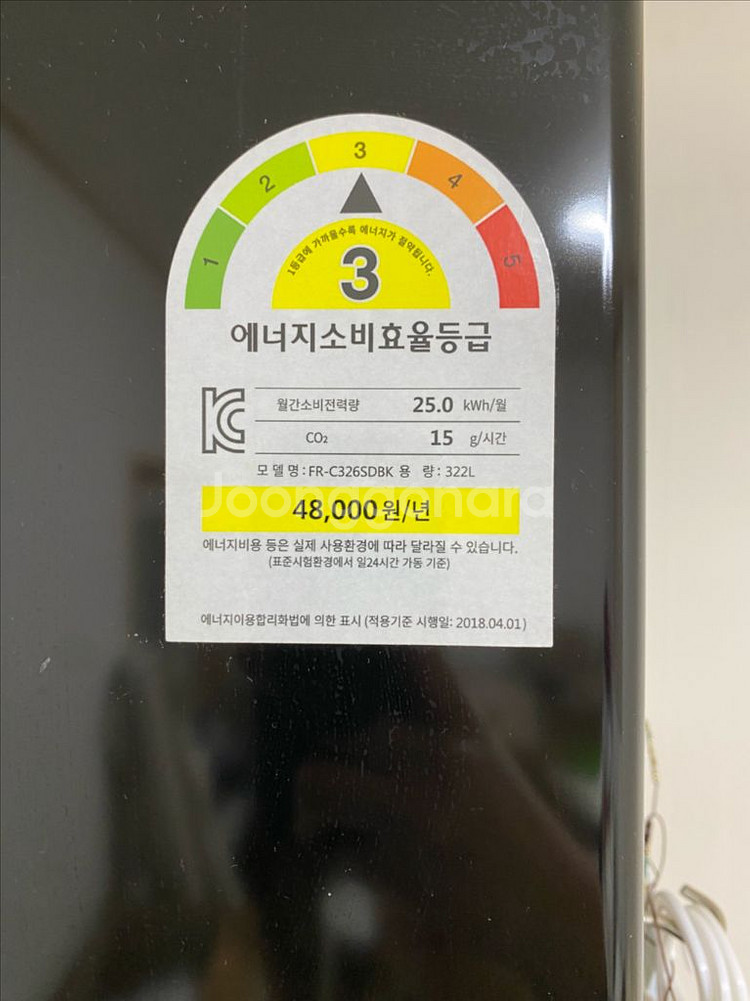 1 2 3 4 5
1등급에 가까울수록 에너지가 절약됩니다.
3
에너지소비효율등급
월간소비전력량 25.0 kWh/월
CO₂ 15 g/시간
모 델 명 : FR-C326SDBK 용 량 : 322L
Joonggonara
48,000원/년
에너지비용 등은 실제 사용환경에 따라 달라질 수 있습니다.
(표준시험환경에서 일24시간 가동 기준)
에너지이용합리화법에 의한 표시 (적용기준 시행일: 2018.04.01)